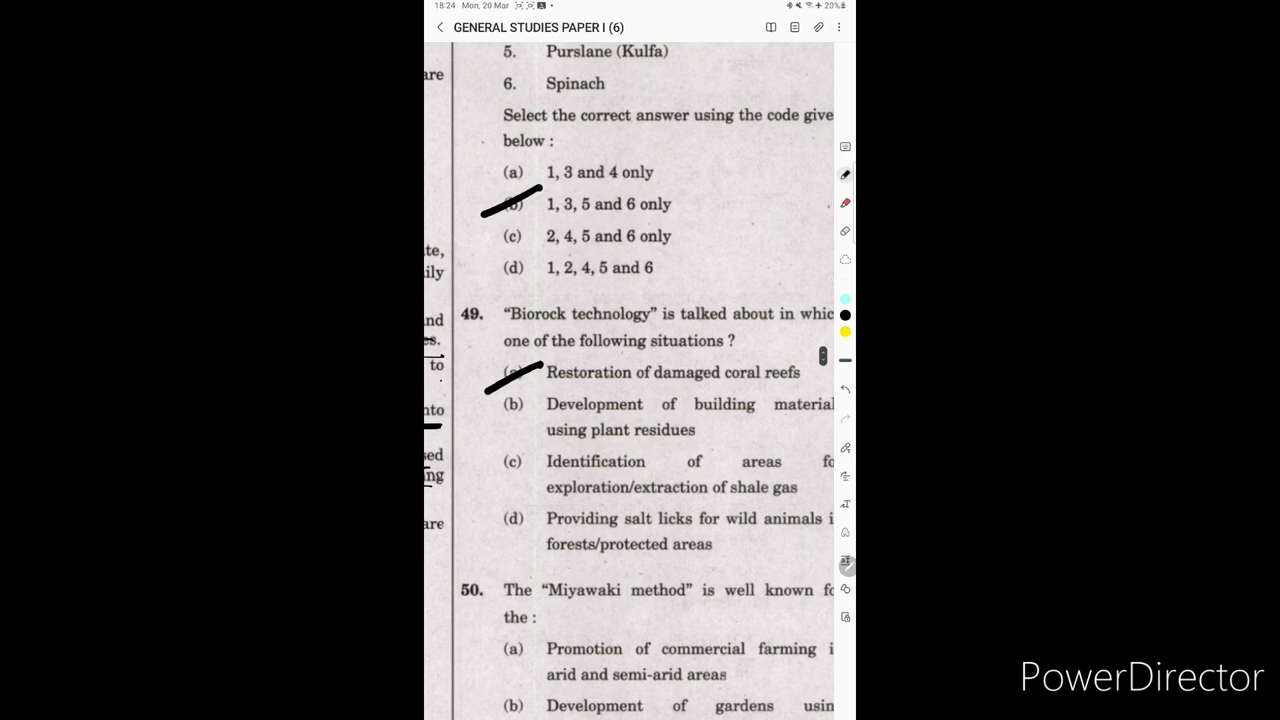 18:24 Mon, 20 Mar
20%
GENERAL STUDIES PAPER I (6)
are
5. Purslane (Kulfa)
6. Spinach
Select the correct answer using the code give
below :
(a) 1, 3 and 4 only
(b) 1, 3, 5 and 6 only
(c) 2, 4, 5 and 6 only
(d) 1, 2, 4, 5 and 6
te,
ily
nd
es.
to
nto
sed
ng
are
49. “Biorock technology” is talked about in whic
one of the following situations ?
(a) Restoration of damaged coral reefs
(b) Development of building material
using plant residues
(c) Identification of areas fo
exploration/extraction of shale gas
(d) Providing salt licks for wild animals i
forests/protected areas
50. The “Miyawaki method” is well known fo
the :
(a) Promotion of commercial farming i
arid and semi-arid areas
(b) Development of gardens usin
PowerDirector